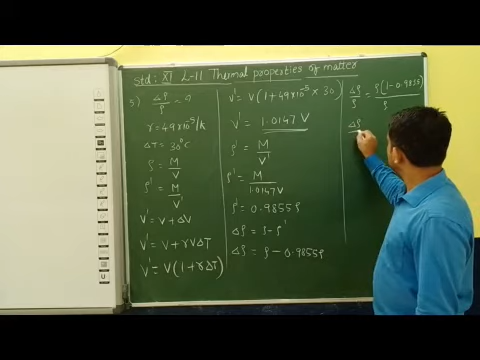 Std: XI L-11 Thermal properties of matter
5) Δρ/ρ = ?
γ = 49×10⁻⁵/K
ΔT = 30°C
ρ = M/V
ρ' = M/V'
V' = V + ΔV
V' = V + γVΔT
V' = V(1+γΔT)
V' = V(1+49×10⁻⁵ × 30)
V' = 1.0147 V
ρ' = M/V'
ρ' = M/1.0147V
ρ' = 0.9855ρ
Δρ = ρ - ρ'
Δρ = ρ - 0.9855ρ
Δρ/ρ = ρ(1-0.9855)/ρ
Δρ